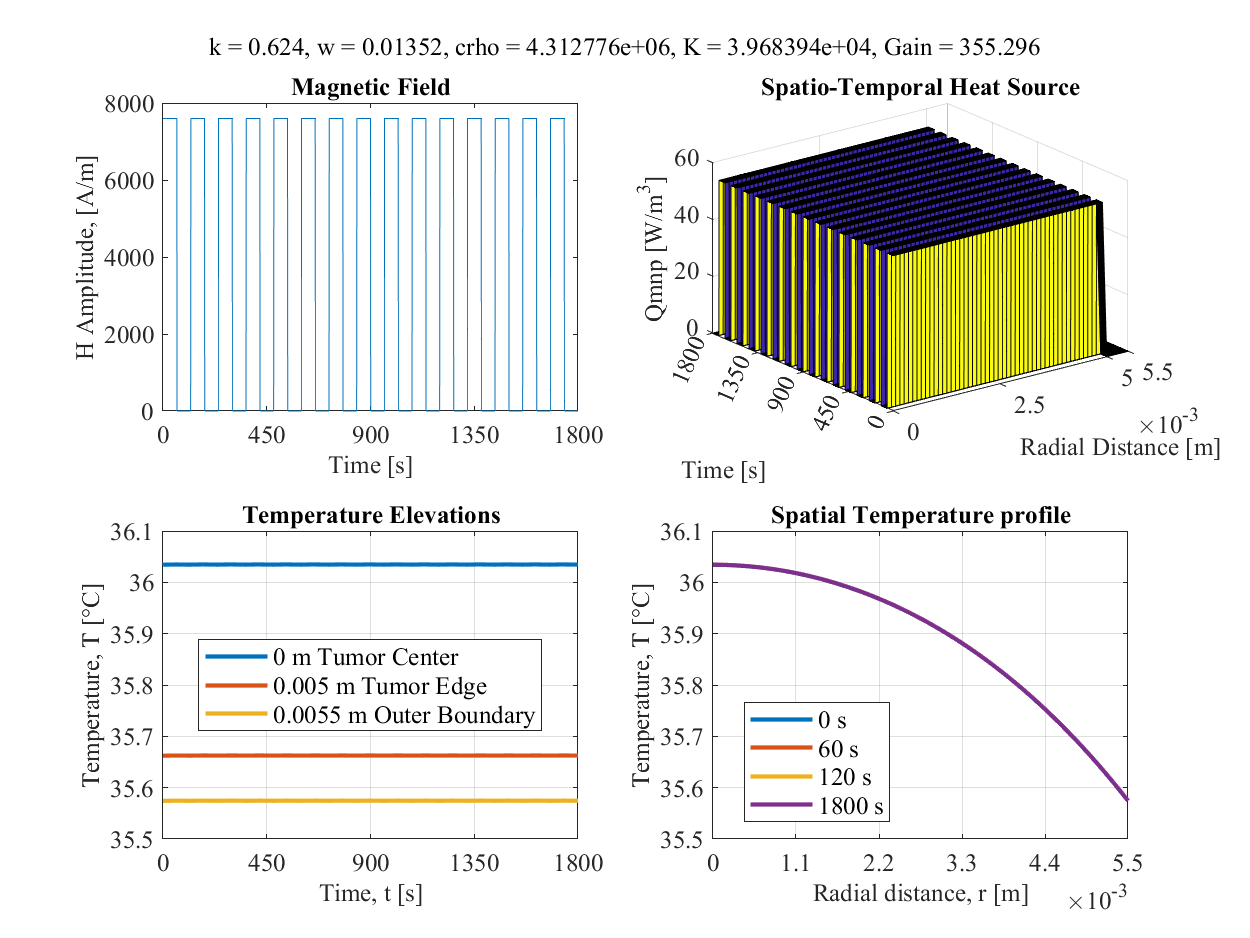 k = 0.624, w = 0.01352, crho = 4.312776e+06, K = 3.968394e+04, Gain = 355.296
Magnetic Field
H Amplitude, [A/m]
8000
6000
4000
2000
0
0 450 900 1350 1800
Time [s]
Spatio-Temporal Heat Source
Qmnp [W/m³]
60
40
20
0
1800 1350 900 450 0
Time [s]
0 2.5 5 5.5
×10⁻³
Radial Distance [m]
Temperature Elevations
Temperature, T [°C]
36.1
36
35.9
35.8
35.7
35.6
35.5
0 m Tumor Center
0.005 m Tumor Edge
0.0055 m Outer Boundary
0 450 900 1350 1800
Time, t [s]
Spatial Temperature profile
Temperature, T [°C]
36.1
36
35.9
35.8
35.7
35.6
35.5
0 s
60 s
120 s
1800 s
0 1.1 2.2 3.3 4.4 5.5
Radial distance, r [m]
×10⁻³